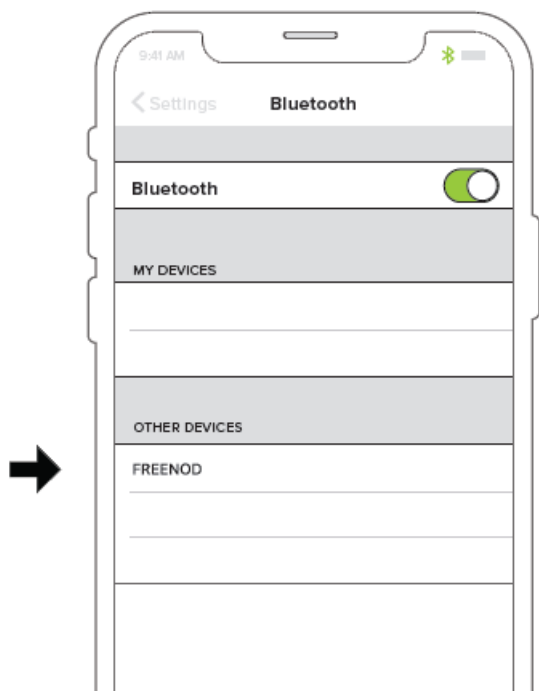 9:41 AM
Settings Bluetooth
Bluetooth
MY DEVICES
OTHER DEVICES
FREENOD